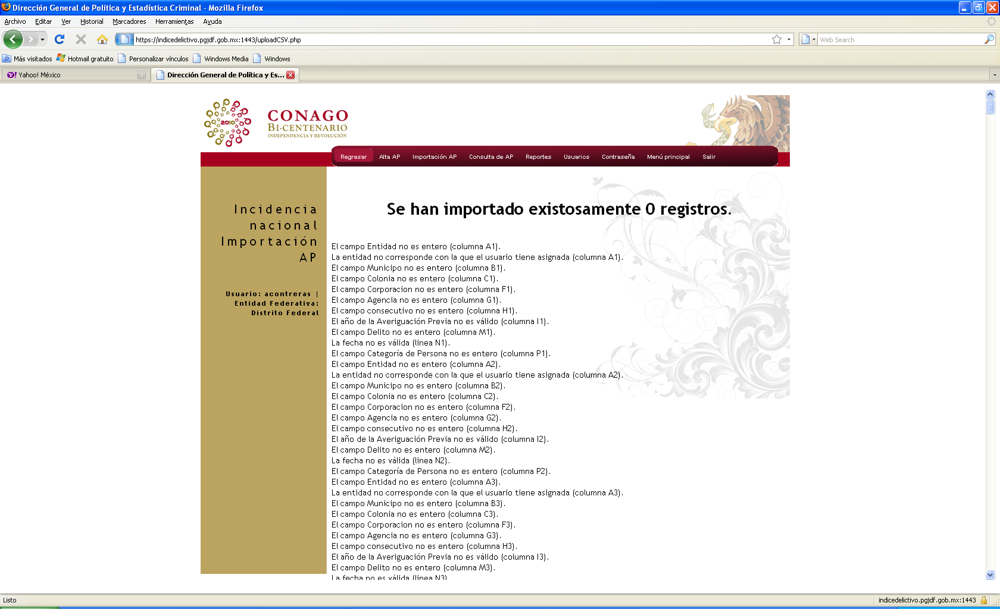 Dirección General de Política y Estadística Criminal - Mozilla Firefox
Archivo Editar Ver Historial Marcadores Herramientas Ayuda
https://indicedelictivo.pgjdf.gob.mx:1443/uploadCSV.php
Web Search
Más visitados Hotmail gratuito Personalizar vínculos Windows Media Windows
Yahoo! México
Dirección General de Política y Es...
2010
CONAGO
BI-CENTENARIO
INDEPENDENCIA Y REVOLUCIÓN
Regresar Alta AP Importación AP Consulta de AP Reportes Usuarios Contraseña Menú principal Salir
Incidencia
nacional
Importación
AP
Usuario: acontreras |
Entidad Federativa:
Distrito Federal
Se han importado existosamente 0 registros.
El campo Entidad no es entero (columna A1).
La entidad no corresponde con la que el usuario tiene asignada (columna A1).
El campo Municipo no es entero (columna B1).
El campo Colonia no es entero (columna C1).
El campo Corporacion no es entero (columna F1).
El campo Agencia no es entero (columna G1).
El campo consecutivo no es entero (columna H1).
El año de la Averiguación Previa no es válido (columna I1).
El campo Delito no es entero (columna M1).
La fecha no es válida (linea N1).
El campo Categoría de Persona no es entero (columna P1).
El campo Entidad no es entero (columna A2).
La entidad no corresponde con la que el usuario tiene asignada (columna A2).
El campo Municipo no es entero (columna B2).
El campo Colonia no es entero (columna C2).
El campo Corporacion no es entero (columna F2).
El campo Agencia no es entero (columna G2).
El campo consecutivo no es entero (columna H2).
El año de la Averiguación Previa no es válido (columna I2).
El campo Delito no es entero (columna M2).
La fecha no es válida (linea N2).
El campo Categoría de Persona no es entero (columna P2).
El campo Entidad no es entero (columna A3).
La entidad no corresponde con la que el usuario tiene asignada (columna A3).
El campo Municipo no es entero (columna B3).
El campo Colonia no es entero (columna C3).
El campo Corporacion no es entero (columna F3).
El campo Agencia no es entero (columna G3).
El campo consecutivo no es entero (columna H3).
El año de la Averiguación Previa no es válido (columna I3).
El campo Delito no es entero (columna M3).
La fecha no es válida (linea N3)
Listo
indicedelictivo.pgjdf.gob.mx:1443